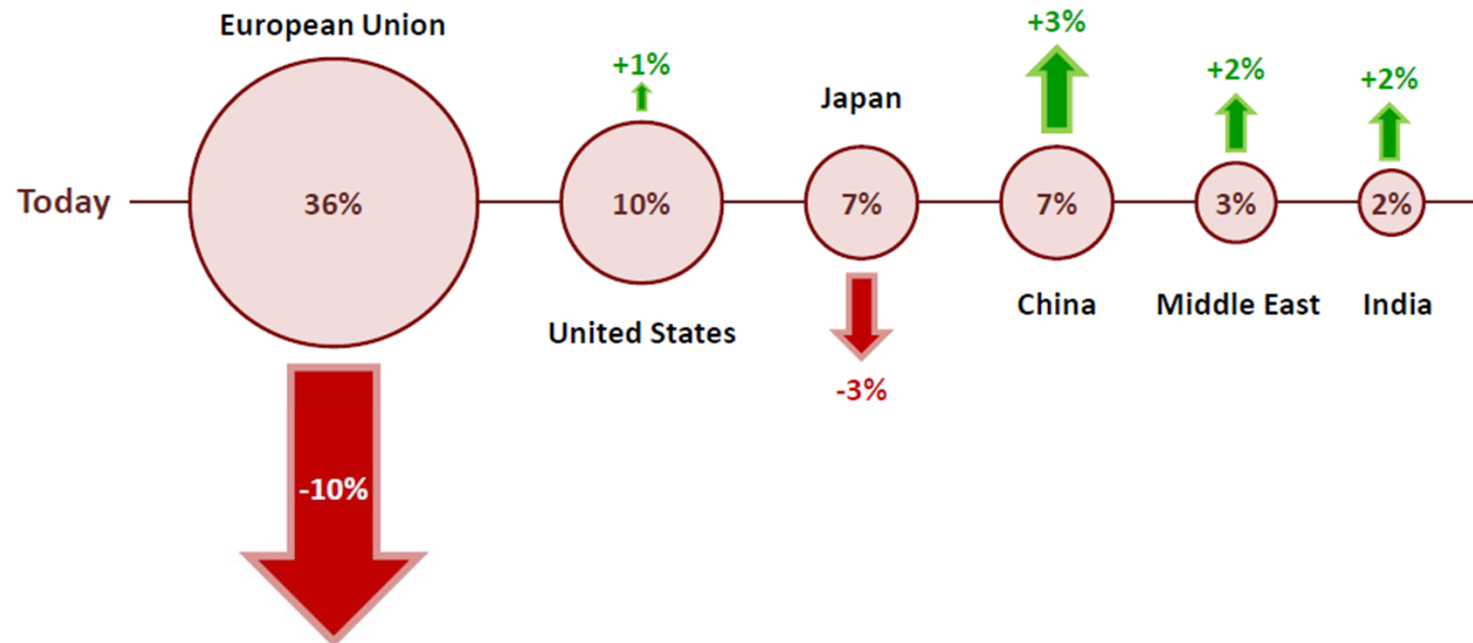 European Union
+1%
Japan
+3%
+2%
+2%
Today
36%
10%
7%
7%
3%
2%
United States
China
Middle East
India
-3%
-10%